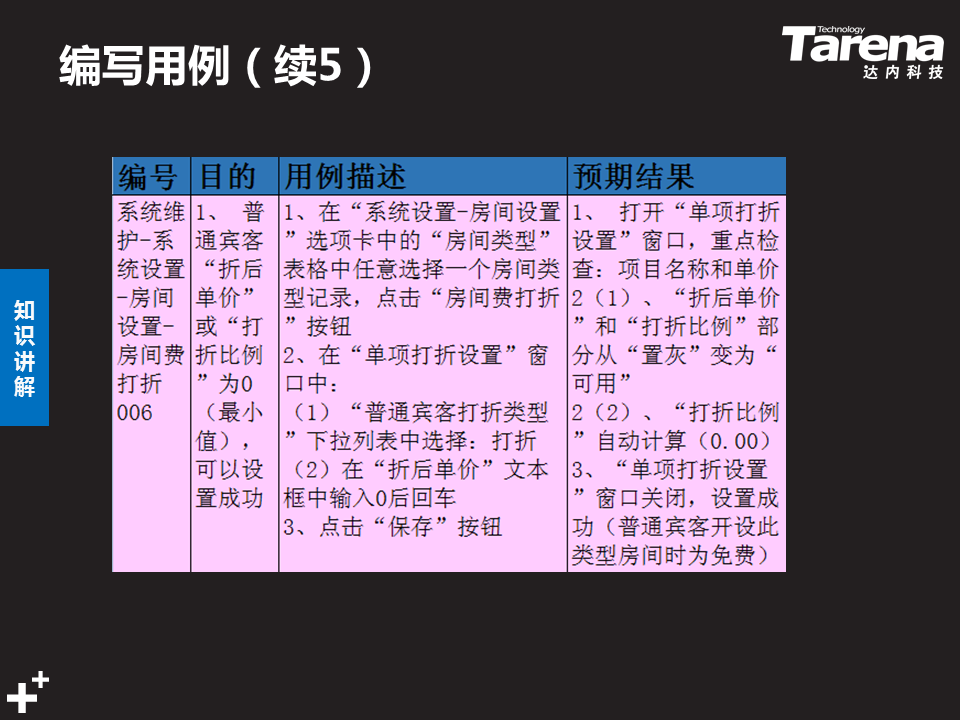 编写用例（续5）
Technology
Tarena
达内科技
知识讲解
编号
目的
用例描述
预期结果
系统维
护-系
统设置
-房间
设置-
房间费
打折
006
1、 普
通宾客
“折后
单价”
或“打
折比例
”为0
（最小
值），
可以设
置成功
1、在“系统设置-房间设置
”选项卡中的“房间类型”
表格中任意选择一个房间类
型记录，点击“房间费打折
”按钮
2、在“单项打折设置”窗
口中：
（1）“普通宾客打折类型
”下拉列表中选择：打折
（2）在“折后单价”文本
框中输入0后回车
3、点击“保存”按钮
1、 打开“单项打折
设置”窗口，重点检
查：项目名称和单价
2（1）、“折后单价
”和“打折比例”部
分从“置灰”变为“
可用”
2（2）、“打折比例
”自动计算（0.00）
3、“单项打折设置
”窗口关闭，设置成
功（普通宾客开设此
类型房间时为免费）